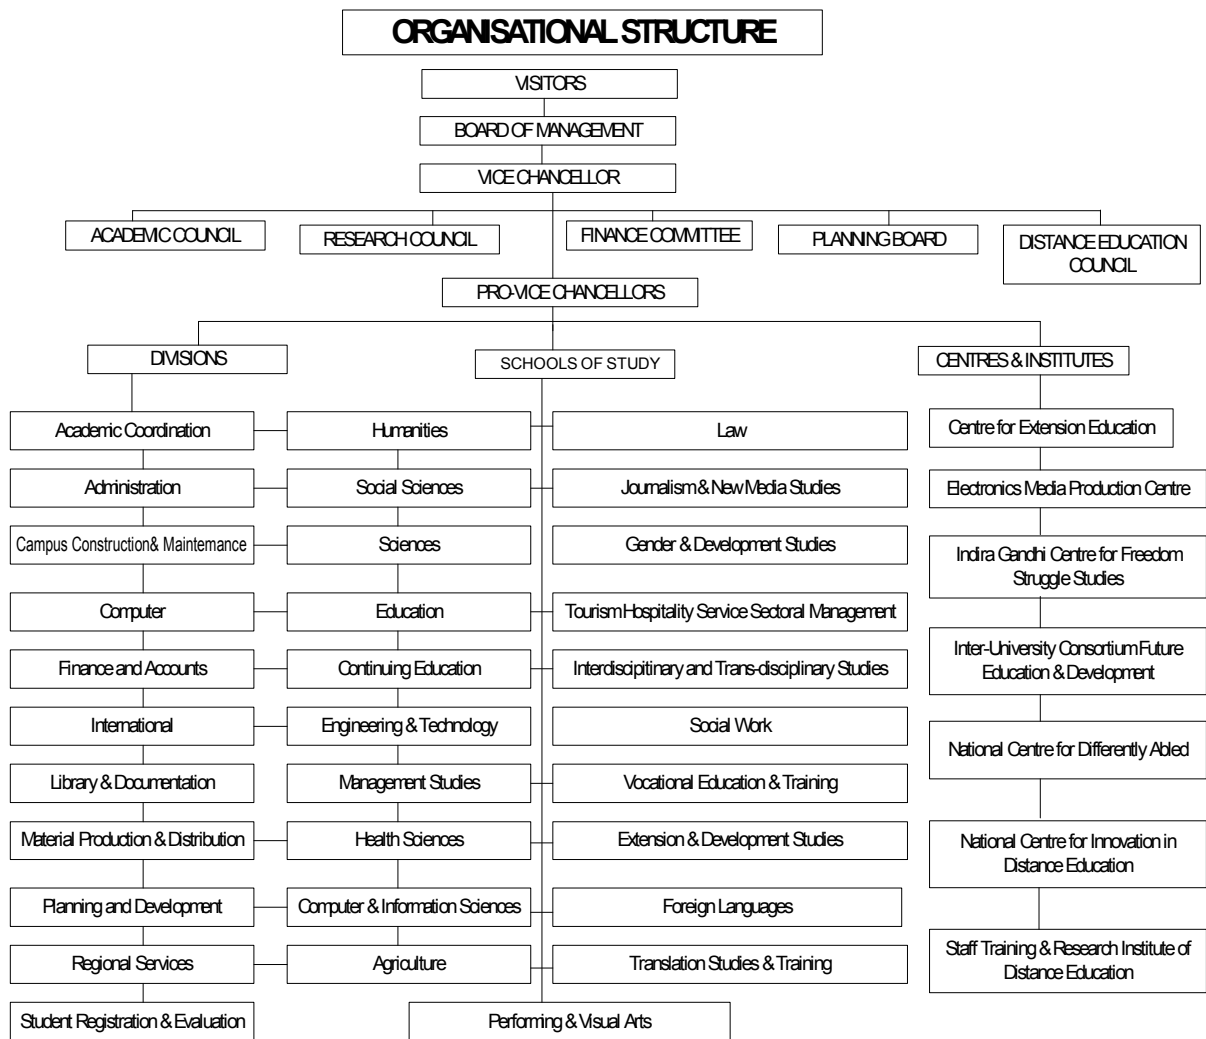 ORGANISATIONAL STRUCTURE
VISITORS
BOARD OF MANAGEMENT
VICE CHANCELLOR
ACADEMIC COUNCIL
RESEARCH COUNCIL
FINANCE COMMITTEE
PLANNING BOARD
DISTANCE EDUCATION
COUNCIL
PRO-VICE CHANCELLORS
DIVISIONS
SCHOOLS OF STUDY
CENTRES & INSTITUTES
Academic Coordination
Administration
Campus Construction& Maintemance
Computer
Finance and Accounts
International
Library & Documentation
Material Production & Distribution
Planning and Development
Regional Services
Student Registration & Evaluation
Humanities
Social Sciences
Sciences
Education
Continuing Education
Engineering & Technology
Management Studies
Health Sciences
Computer & Information Sciences
Agriculture
Law
Journalism & New Media Studies
Gender & Development Studies
Tourism Hospitality Service Sectoral Management
Interdiscipitinary and Trans-disciplinary Studies
Social Work
Vocational Education & Training
Extension & Development Studies
Foreign Languages
Translation Studies & Training
Performing & Visual Arts
Centre for Extension Education
Electronics Media Production Centre
Indira Gandhi Centre for Freedom
Struggle Studies
Inter-University Consortium Future
Education & Development
National Centre for Differently Abled
National Centre for Innovation in
Distance Education
Staff Training & Research Institute of
Distance Education